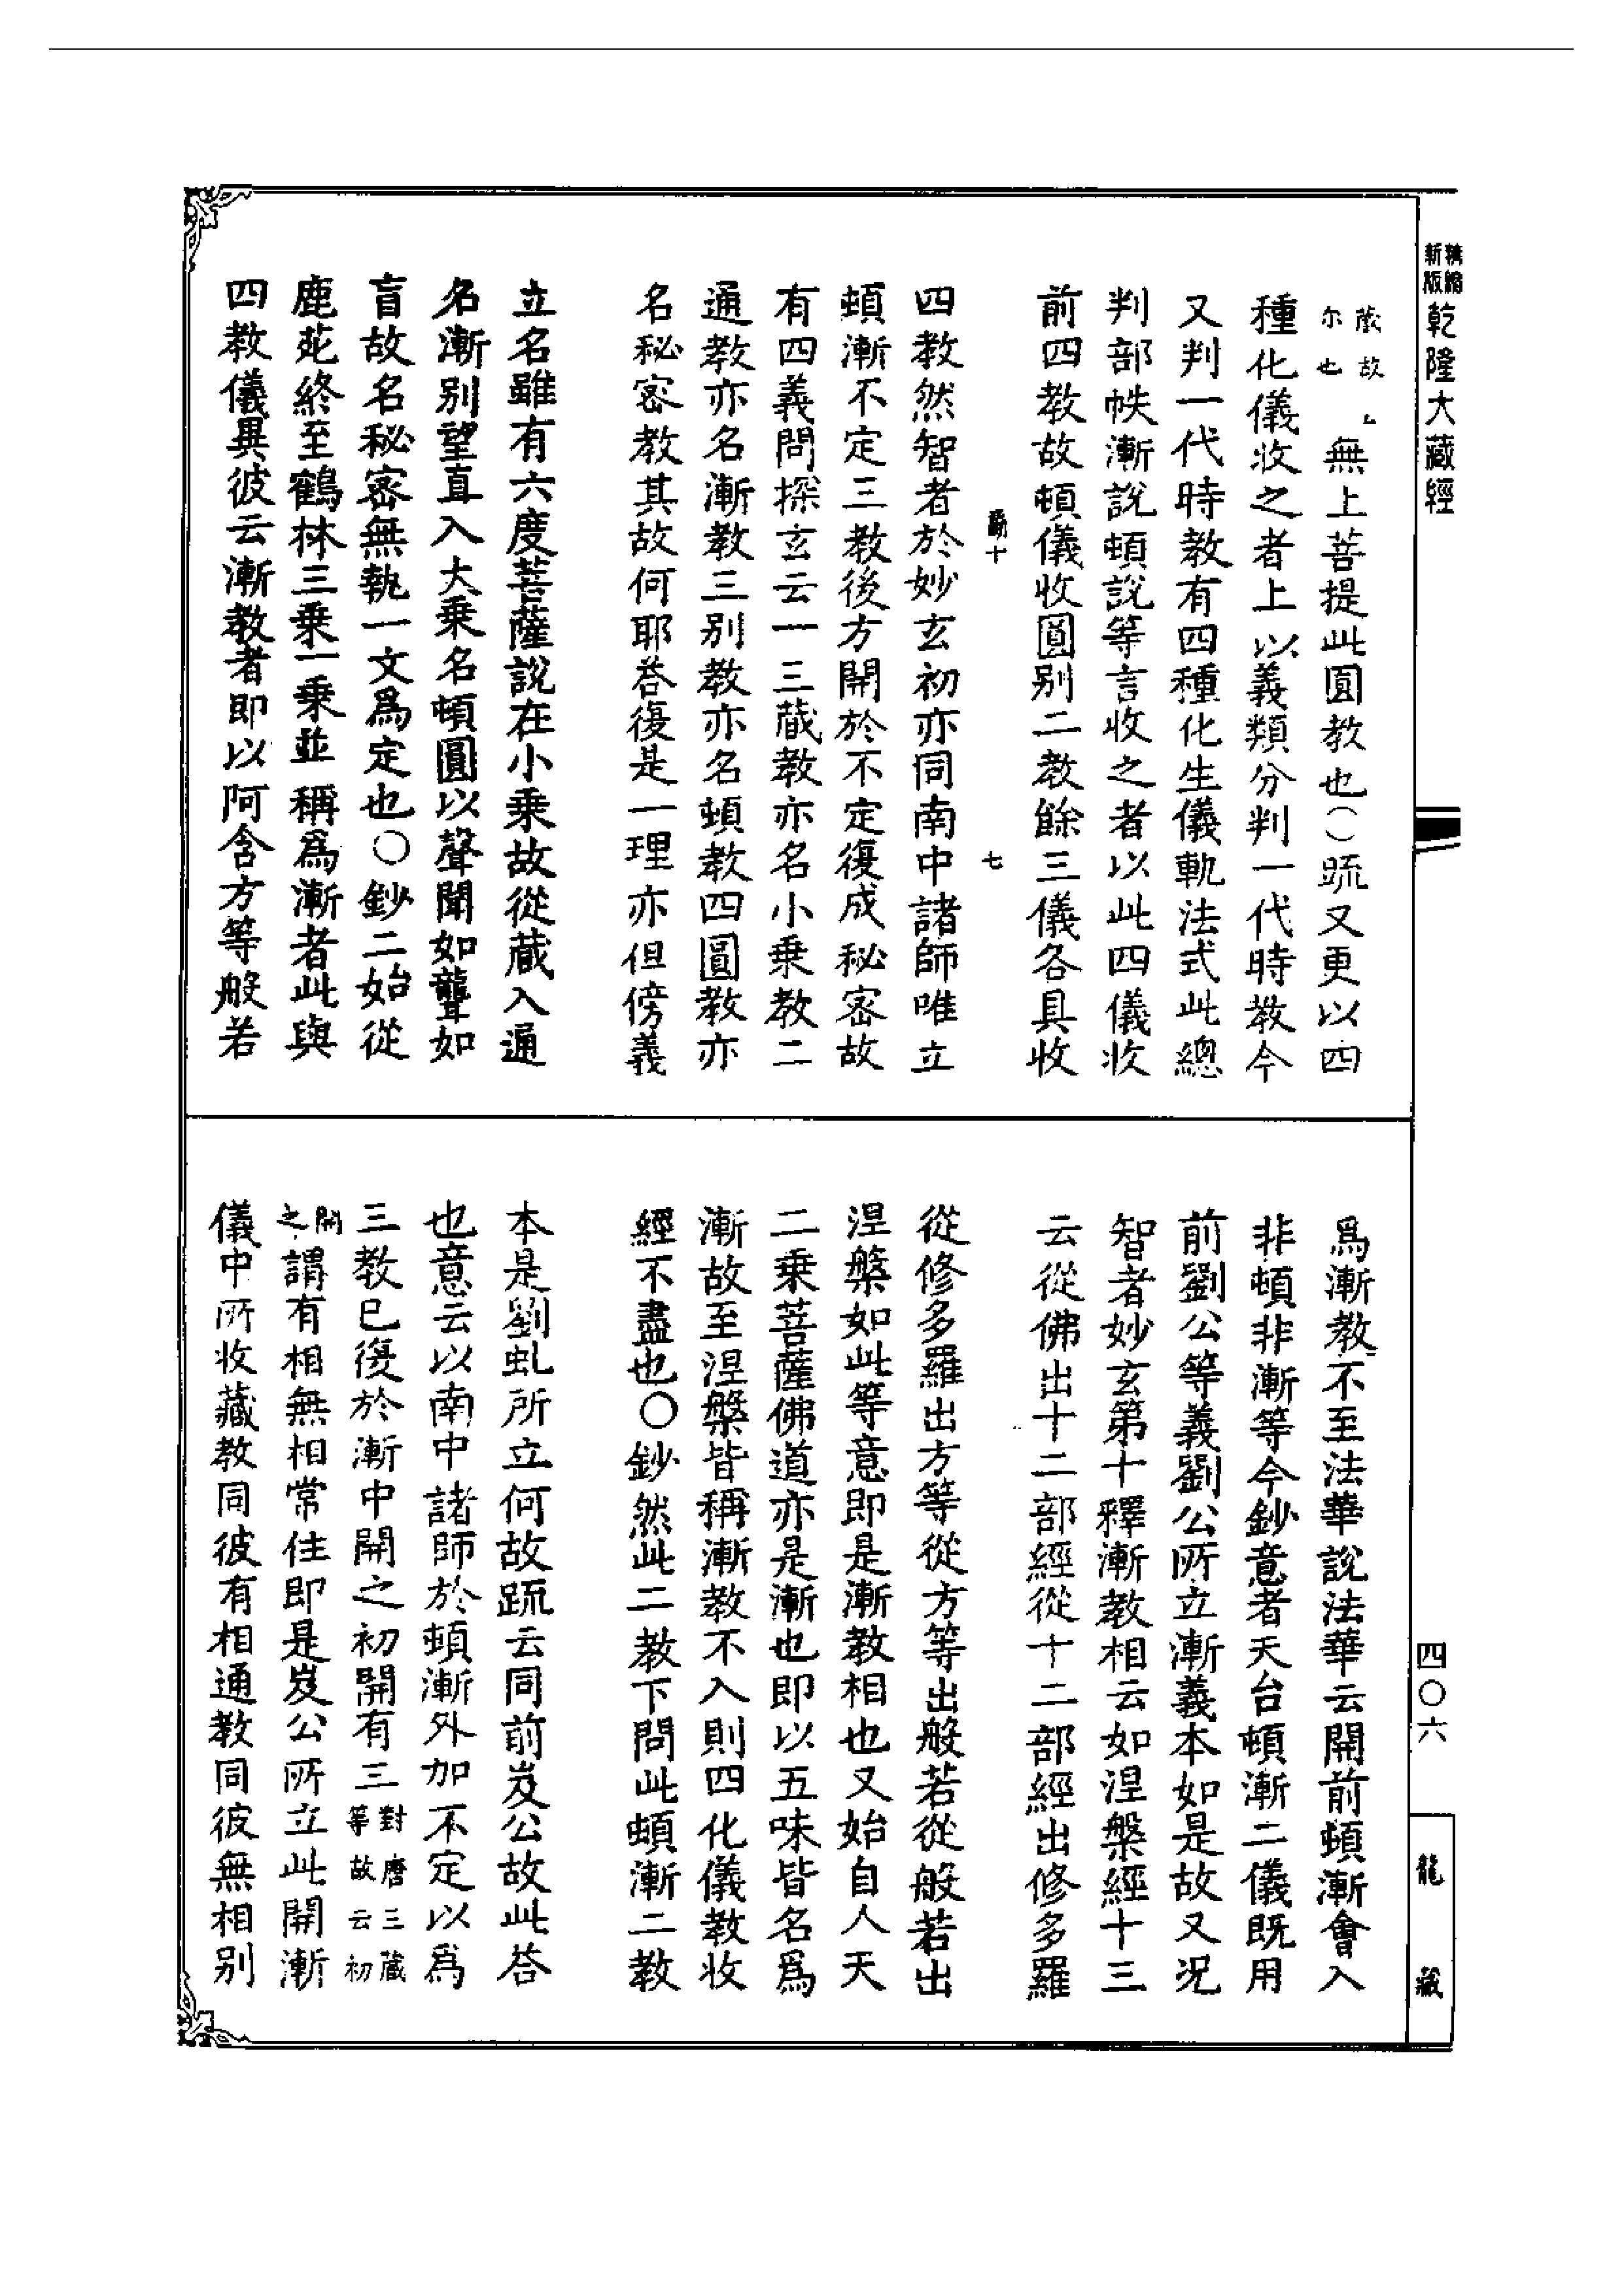 精縮新版乾隆大藏經
藏故
尔也
無上菩提此圓教也〇疏又更以四
種化儀收之者上以義類分判一代時教今
又判一代時教有四種化生儀軌法式此總
判部帙漸說頓說等言收之者以此四儀收
前四教故頓儀收圓別二教餘三儀各具收
十 七
四教然智者於妙玄初亦同南中諸師唯立
頓漸不定三教後方開於不定復成秘密故
有四義問探玄云一三藏教亦名小乗教二
通教亦名漸教三別教亦名頓教四圓教亦
名秘密教其故何耶荅復是一理亦但傍義
立名雖有六度菩薩說在小乗故從藏入通
名漸別望直入大乗名頓圓以聲聞如聾如
盲故名秘密無執一文爲定也〇鈔二始從
鹿苑終至鶴林三乗一乗並稱爲漸者此與
四教儀異彼云漸教者即以阿含方等般若
爲漸教不至法華說法華云開前頓漸會入
非頓非漸等今鈔意者天台頓漸二儀既用
前劉公等義劉公所立漸義本如是故又况
智者妙玄第十釋漸教相云如涅槃經十三
云從佛出十二部經從十二部經出修多羅
從修多羅出方等從方等出般若從般若出
涅槃如此等意即是漸教相也又始自人天
二乗菩薩佛道亦是漸也即以五味皆名爲
漸故至涅槃皆稱漸教不入則四化儀教收
經不盡也〇鈔然此二教下問此頓漸二教
本是劉虬所立何故疏云同前岌公故此荅
也意云以南中諸師於頓漸外加不定以爲
三教已後於漸中開之初開有三對唐三藏等故云初
開之謂有相無相常住即是岌公所立此開漸
儀中所收藏教同彼有相通教同彼無相別
四〇六
龍藏